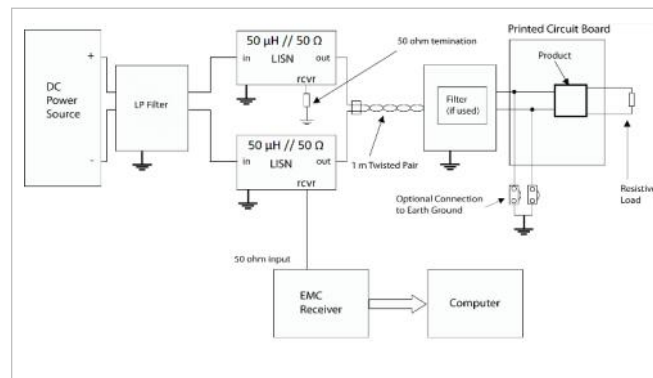 Printed Circuit Board
50 µH // 50 Ω
in
LISN
out
rcvr
50 ohm temination
Product
DC
Power
Source
+
-
LP Filter
Filter
(if used)
50 µH // 50 Ω
in
LISN
out
rcvr
1 m Twisted Pair
Optional Connection
to Earth Ground
Resistive
Load
50 ohm input
EMC
Receiver
Computer